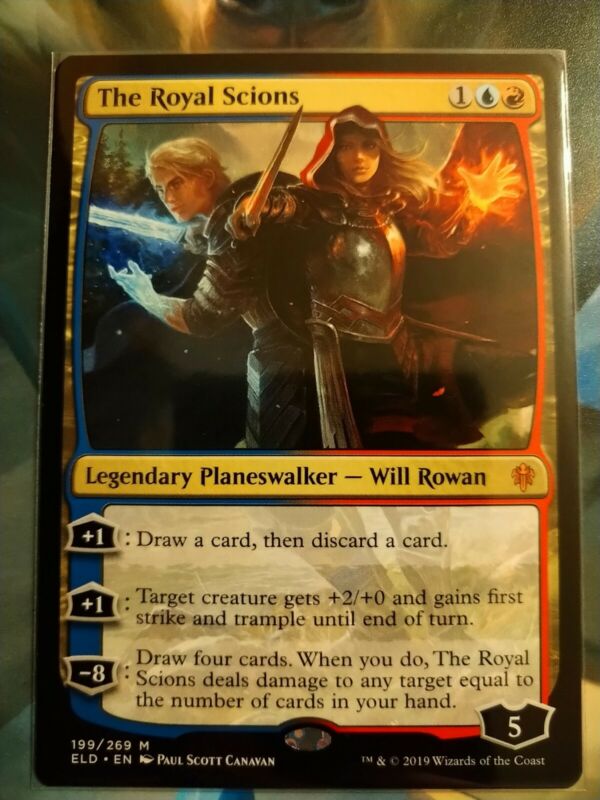 The Royal Scions 1
Legendary Planeswalker — Will Rowan
+1 : Draw a card, then discard a card.
+1 : Target creature gets +2/+0 and gains first
strike and trample until end of turn.
-8 : Draw four cards. When you do, The Royal
Scions deals damage to any target equal to
the number of cards in your hand.
5
199/269 M
ELD • EN Paul Scott Canavan
™ & © 2019 Wizards of the Coast